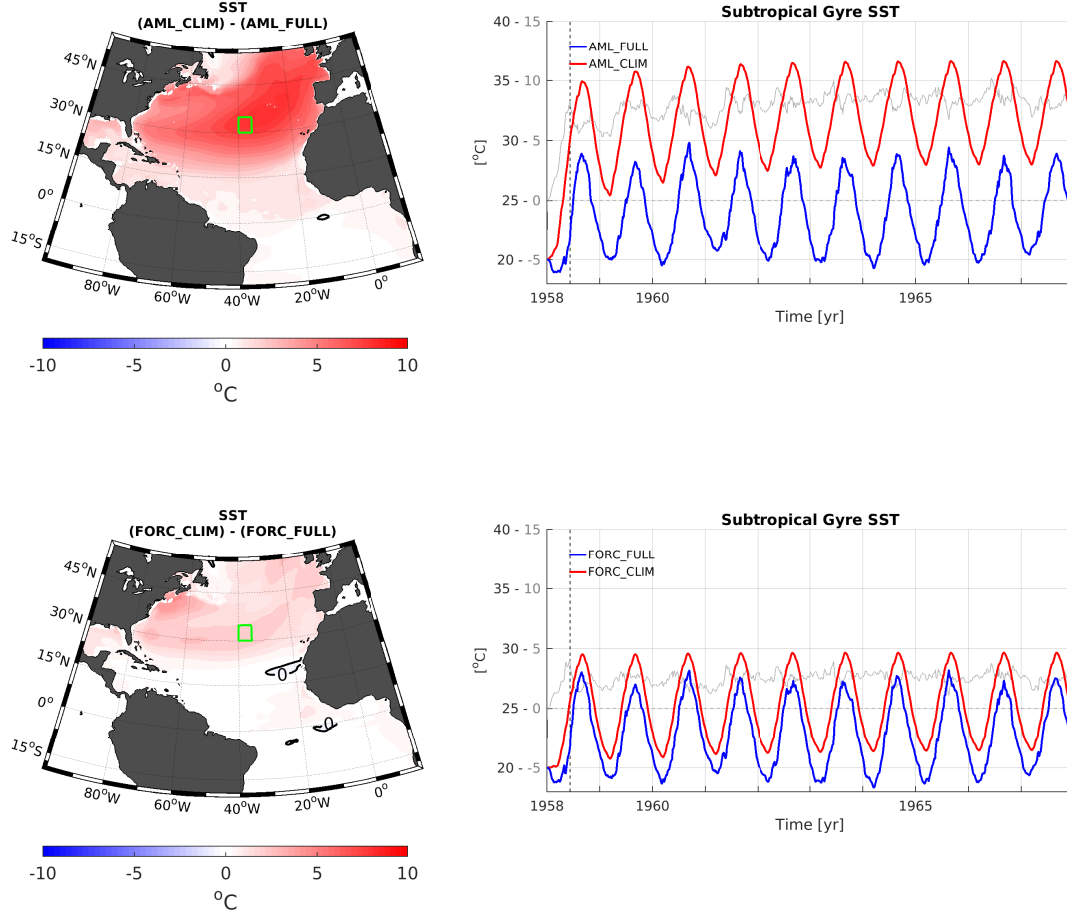 SST
(AML_CLIM) - (AML_FULL)
45°N
30°N
15°N
0°
15°S
80°W
60°W
40°W
20°W
0°
-10
-5
0
5
10
°C
Subtropical Gyre SST
40 - 15
35 - 10
30 - 5
25 - 0
20 - -5
[°C]
AML_FULL
AML_CLIM
1958
1960
1965
Time [yr]
SST
(FORC_CLIM) - (FORC_FULL)
45°N
30°N
15°N
0°
15°S
0
0
80°W
60°W
40°W
20°W
0°
-10
-5
0
5
10
°C
Subtropical Gyre SST
40 - 15
35 - 10
30 - 5
25 - 0
20 - -5
[°C]
FORC_FULL
FORC_CLIM
1958
1960
1965
Time [yr]